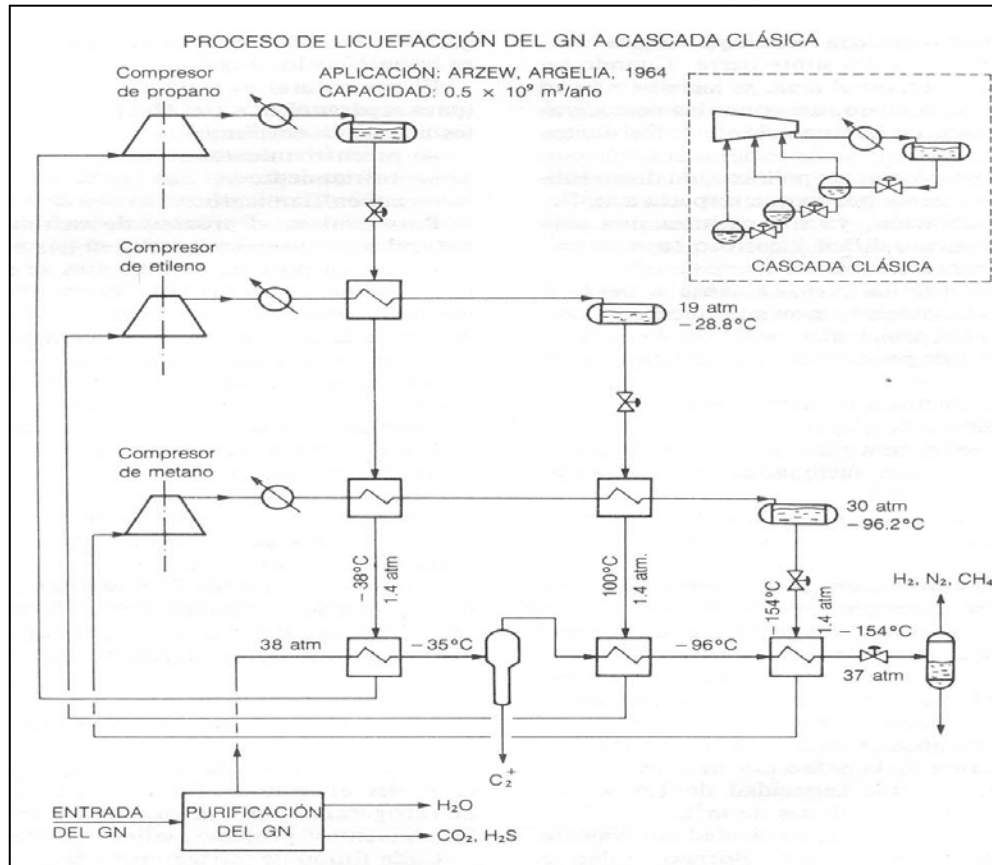 PROCESO DE LICUEFACCIÓN DEL GN A CASCADA CLÁSICA
APLICACIÓN: ARZEW, ARGELIA, 1964
CAPACIDAD: 0.5 × 10⁹ m³/año
Compresor
de propano
CASCADA CLÁSICA
Compresor
de etileno
19 atm
−28.8°C
Compresor
de metano
30 atm
−96.2°C
−38°C
1.4 atm
100°C
1.4 atm.
−154°C
1.4 atm
H₂, N₂, CH₄
38 atm
−35°C
−96°C
−154°C
37 atm
C₂⁺
ENTRADA
DEL GN
PURIFICACIÓN
DEL GN
H₂O
CO₂, H₂S